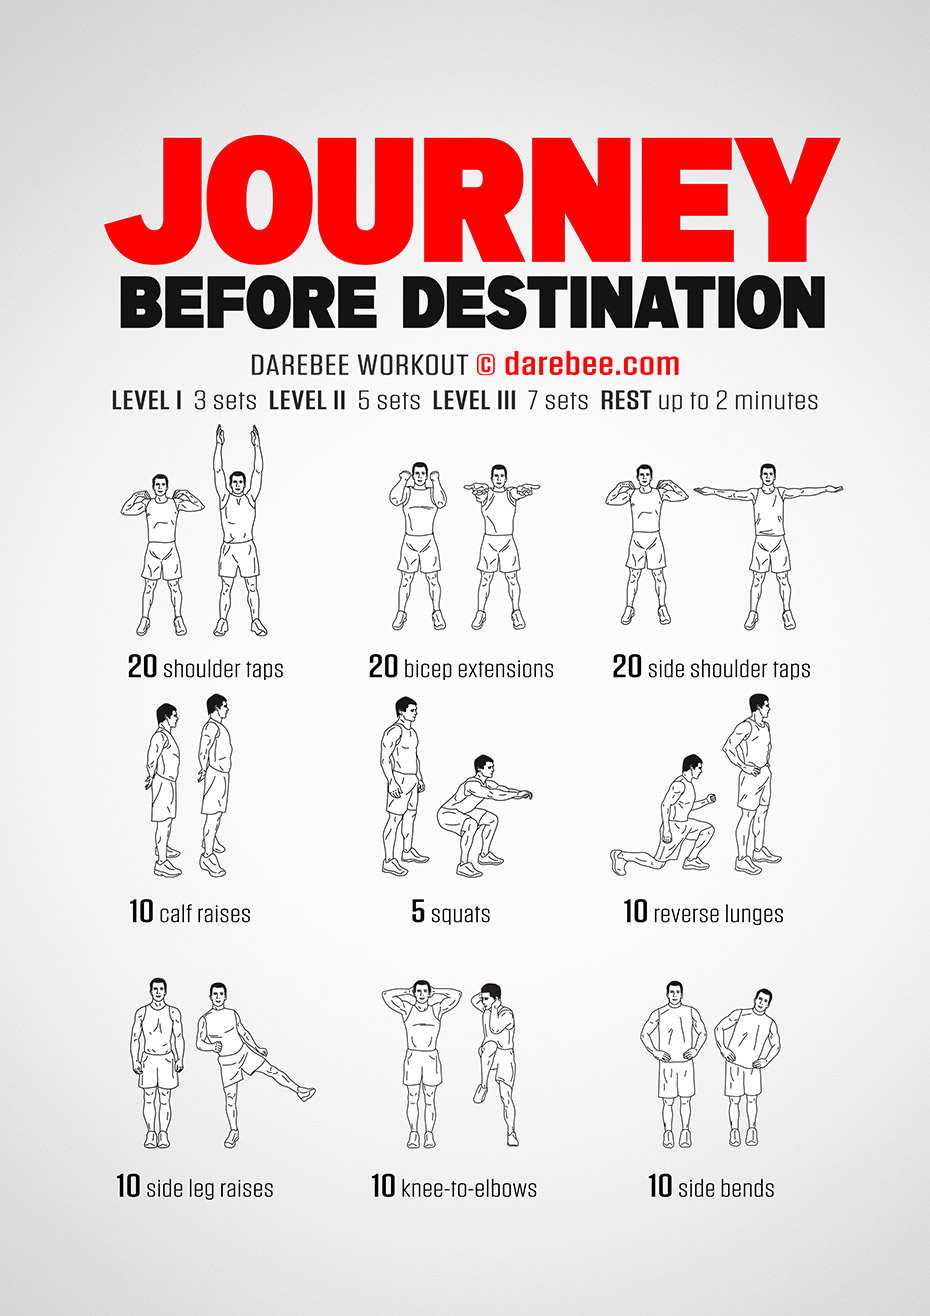 JOURNEY
BEFORE DESTINATION
DAREBEE WORKOUT © darebee.com
LEVEL I 3 sets LEVEL II 5 sets LEVEL III 7 sets REST up to 2 minutes
20 shoulder taps
20 bicep extensions
20 side shoulder taps
10 calf raises
5 squats
10 reverse lunges
10 side leg raises
10 knee-to-elbows
10 side bends